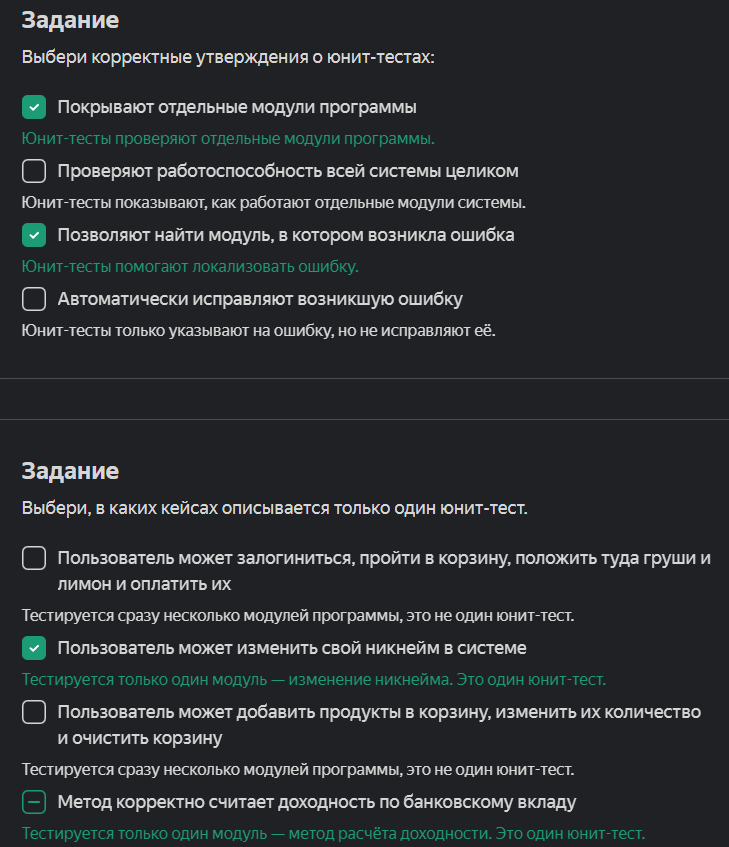 Задание
Выбери корректные утверждения о юнит-тестах:
Покрывают отдельные модули программы
Юнит-тесты проверяют отдельные модули программы.
Проверяют работоспособность всей системы целиком
Юнит-тесты показывают, как работают отдельные модули системы.
Позволяют найти модуль, в котором возникла ошибка
Юнит-тесты помогают локализовать ошибку.
Автоматически исправляют возникшую ошибку
Юнит-тесты только указывают на ошибку, но не исправляют её.
Задание
Выбери, в каких кейсах описывается только один юнит-тест.
Пользователь может залогиниться, пройти в корзину, положить туда груши и
лимон и оплатить их
Тестируется сразу несколько модулей программы, это не один юнит-тест.
Пользователь может изменить свой никнейм в системе
Тестируется только один модуль — изменение никнейма. Это один юнит-тест.
Пользователь может добавить продукты в корзину, изменить их количество
и очистить корзину
Тестируется сразу несколько модулей программы, это не один юнит-тест.
Метод корректно считает доходность по банковскому вкладу
Тестируется только один модуль — метод расчёта доходности. Это один юнит-тест.